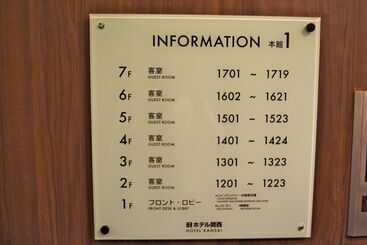 INFORMATION 本館1
7F 客室 1701 ~ 1719
GUEST ROOM
6F 客室 1602 ~ 1621
GUEST ROOM
5F 客室 1501 ~ 1523
GUEST ROOM
4F 客室 1401 ~ 1424
GUEST ROOM
3F 客室 1301 ~ 1323
GUEST ROOM
2F 客室 1201 ~ 1223
GUEST ROOM
1F フロント・ロビー
FRONT DESK & LOBBY
ホテル関西
HOTEL KANSAI